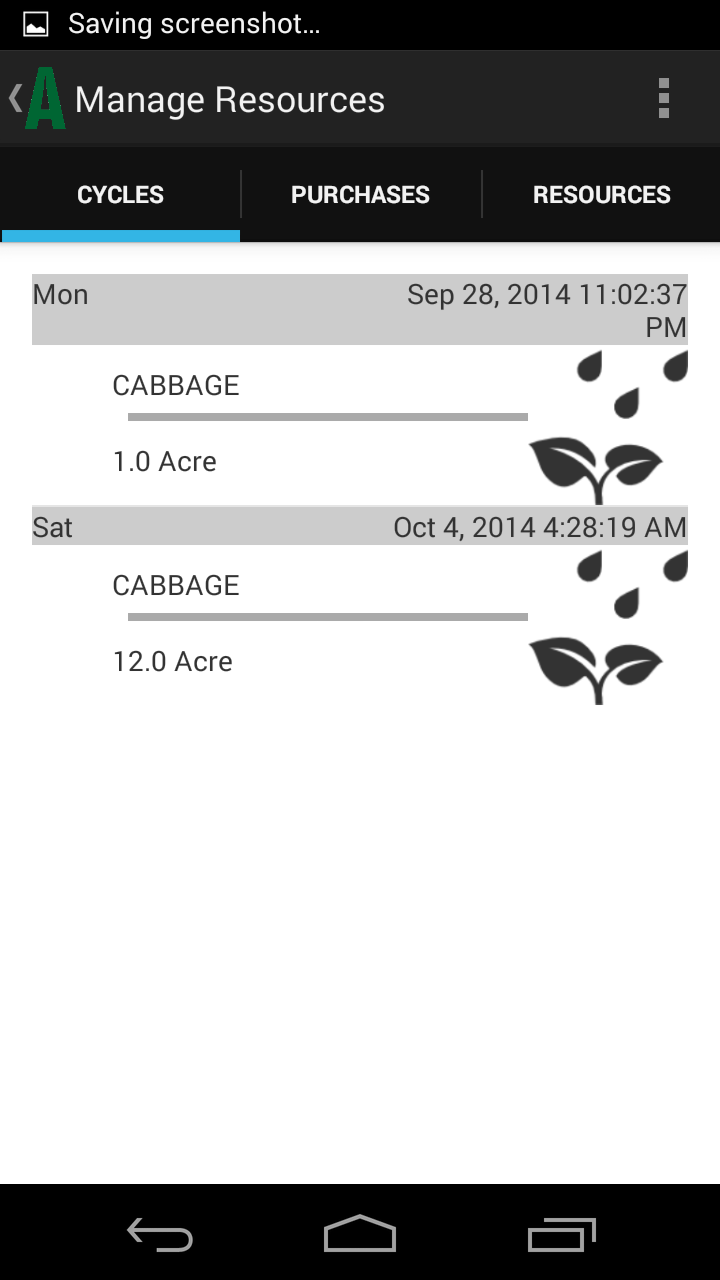 Saving screenshot...
A Manage Resources
CYCLES PURCHASES RESOURCES
Mon Sep 28, 2014 11:02:37
PM
CABBAGE
1.0 Acre
Sat Oct 4, 2014 4:28:19 AM
CABBAGE
12.0 Acre